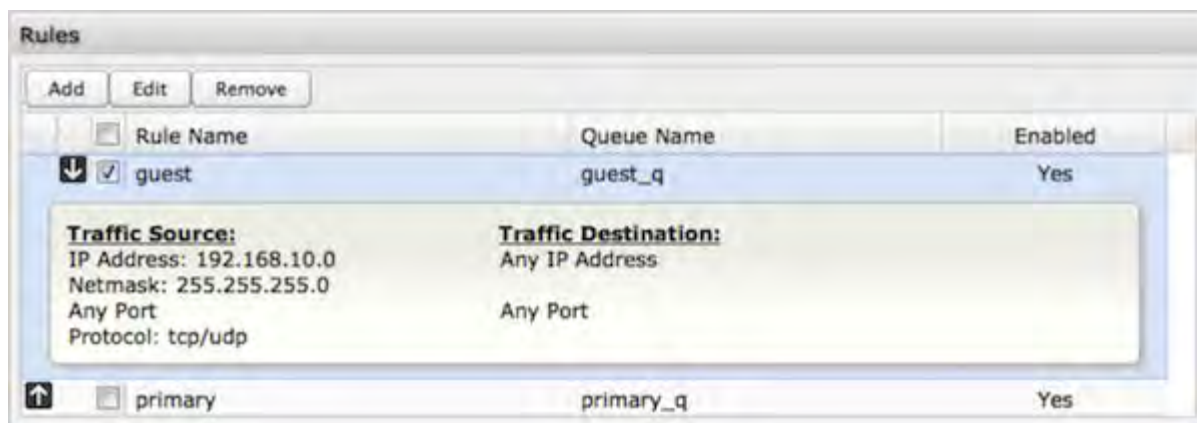 Rules
Add Edit Remove
Rule Name Queue Name Enabled
guest guest_q Yes
Traffic Source: Traffic Destination:
IP Address: 192.168.10.0 Any IP Address
Netmask: 255.255.255.0
Any Port Any Port
Protocol: tcp/udp
primary primary_q Yes